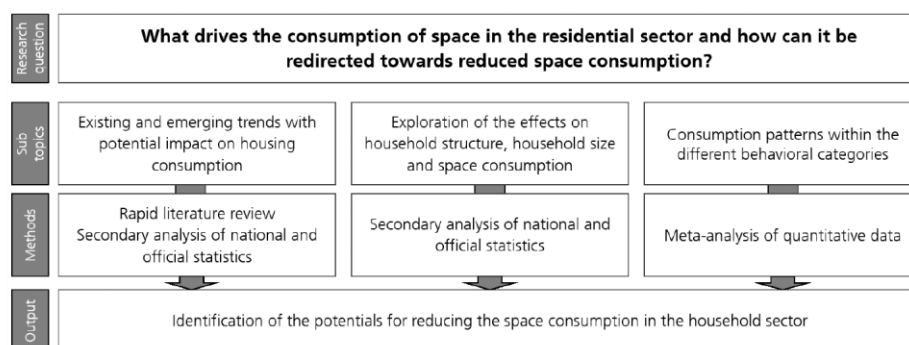 Research
question
What drives the consumption of space in the residential sector and how can it be
redirected towards reduced space consumption?
Sub
topics
Existing and emerging trends with
potential impact on housing
consumption
Exploration of the effects on
household structure, household size
and space consumption
Consumption patterns within the
different behavioral categories
Methods
Rapid literature review
Secondary analysis of national and
official statistics
Secondary analysis of national and
official statistics
Meta-analysis of quantitative data
Output
Identification of the potentials for reducing the space consumption in the household sector